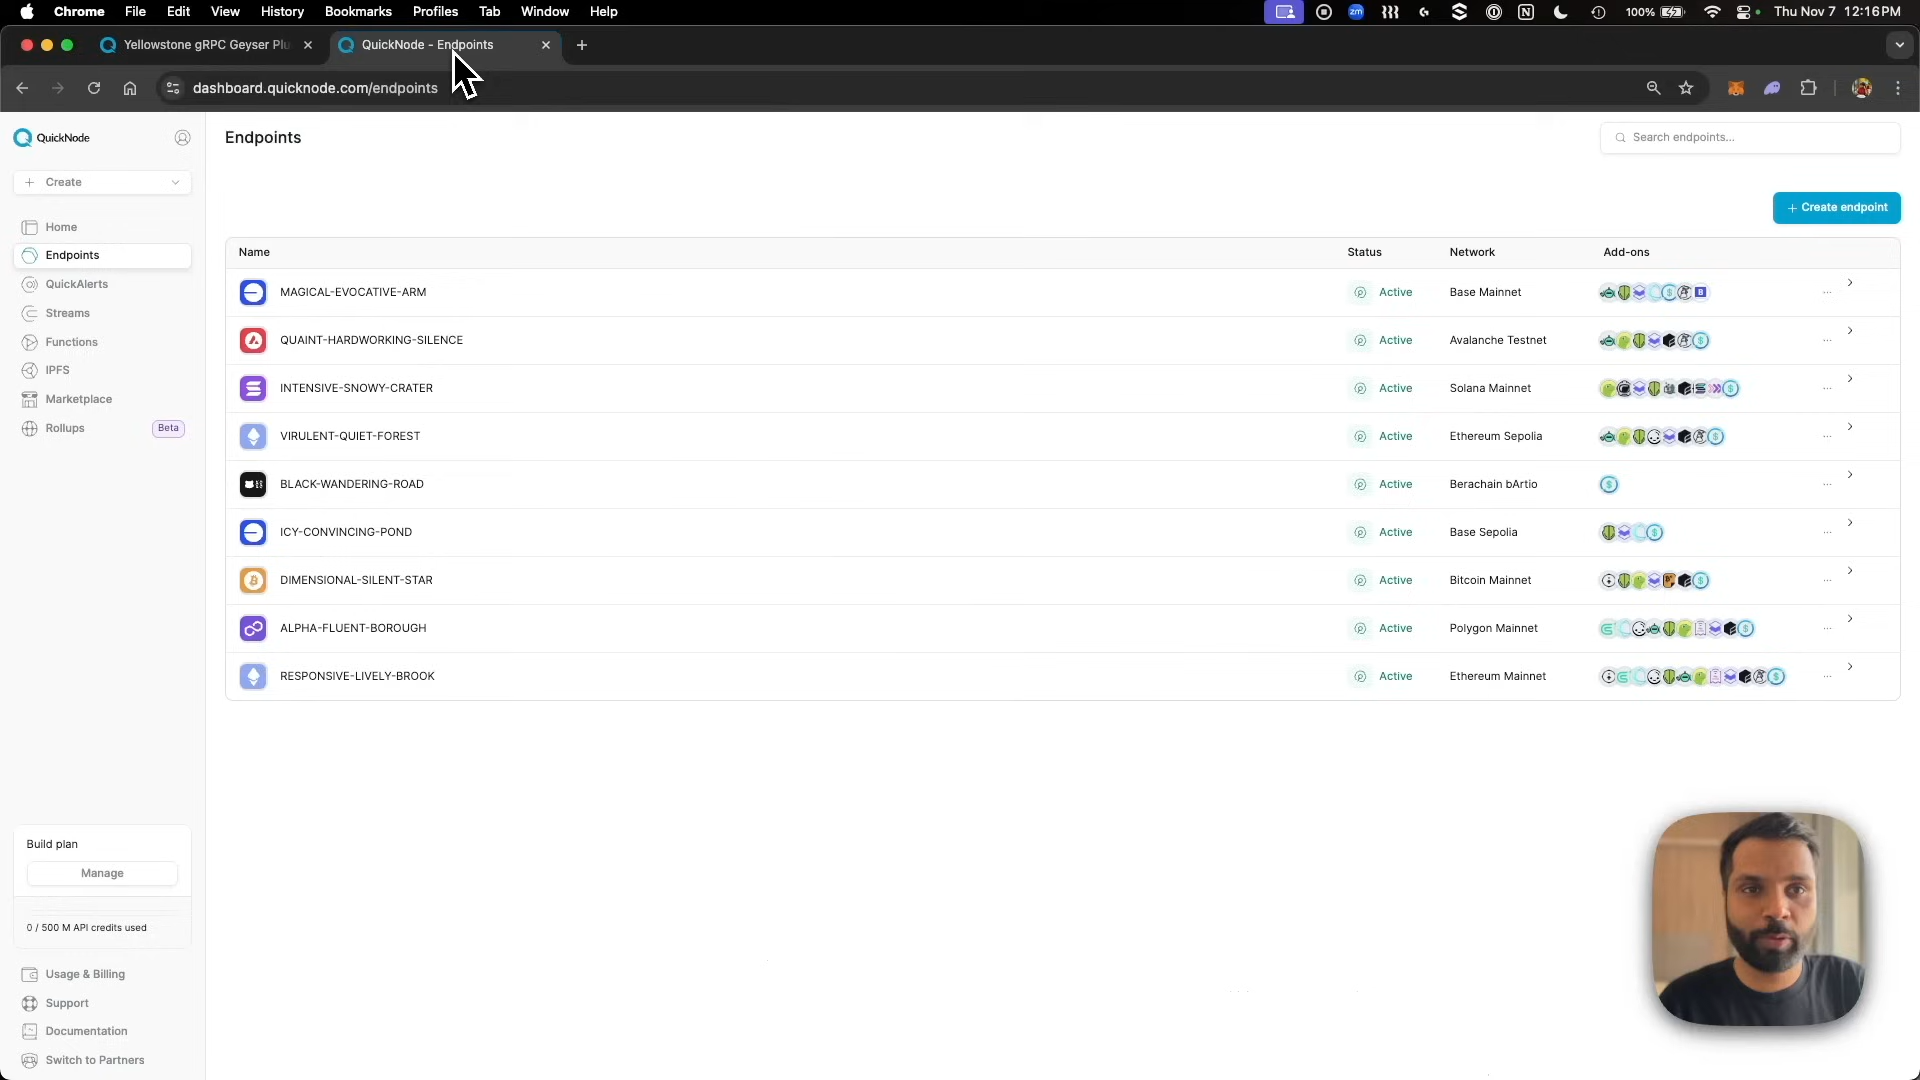 Chrome File Edit View History Bookmarks Profiles Tab Window Help 100% Thu Nov 7 12:16 PM
Yellowstone gRPC Geyser Plu QuickNode - Endpoints
dashboard.quicknode.com/endpoints
QuickNode
Endpoints
Search endpoints...
Create
Create endpoint
Home
Endpoints
QuickAlerts
Streams
Functions
IPFS
Marketplace
Rollups Beta
Name Status Network Add-ons
MAGICAL-EVOCATIVE-ARM Active Base Mainnet
QUAINT-HARDWORKING-SILENCE Active Avalanche Testnet
INTENSIVE-SNOWY-CRATER Active Solana Mainnet
VIRULENT-QUIET-FOREST Active Ethereum Sepolia
BLACK-WANDERING-ROAD Active Berachain bArtio
ICY-CONVINCING-POND Active Base Sepolia
DIMENSIONAL-SILENT-STAR Active Bitcoin Mainnet
ALPHA-FLUENT-BOROUGH Active Polygon Mainnet
RESPONSIVE-LIVELY-BROOK Active Ethereum Mainnet
Build plan
Manage
0 / 500 M API credits used
Usage & Billing
Support
Documentation
Switch to Partners